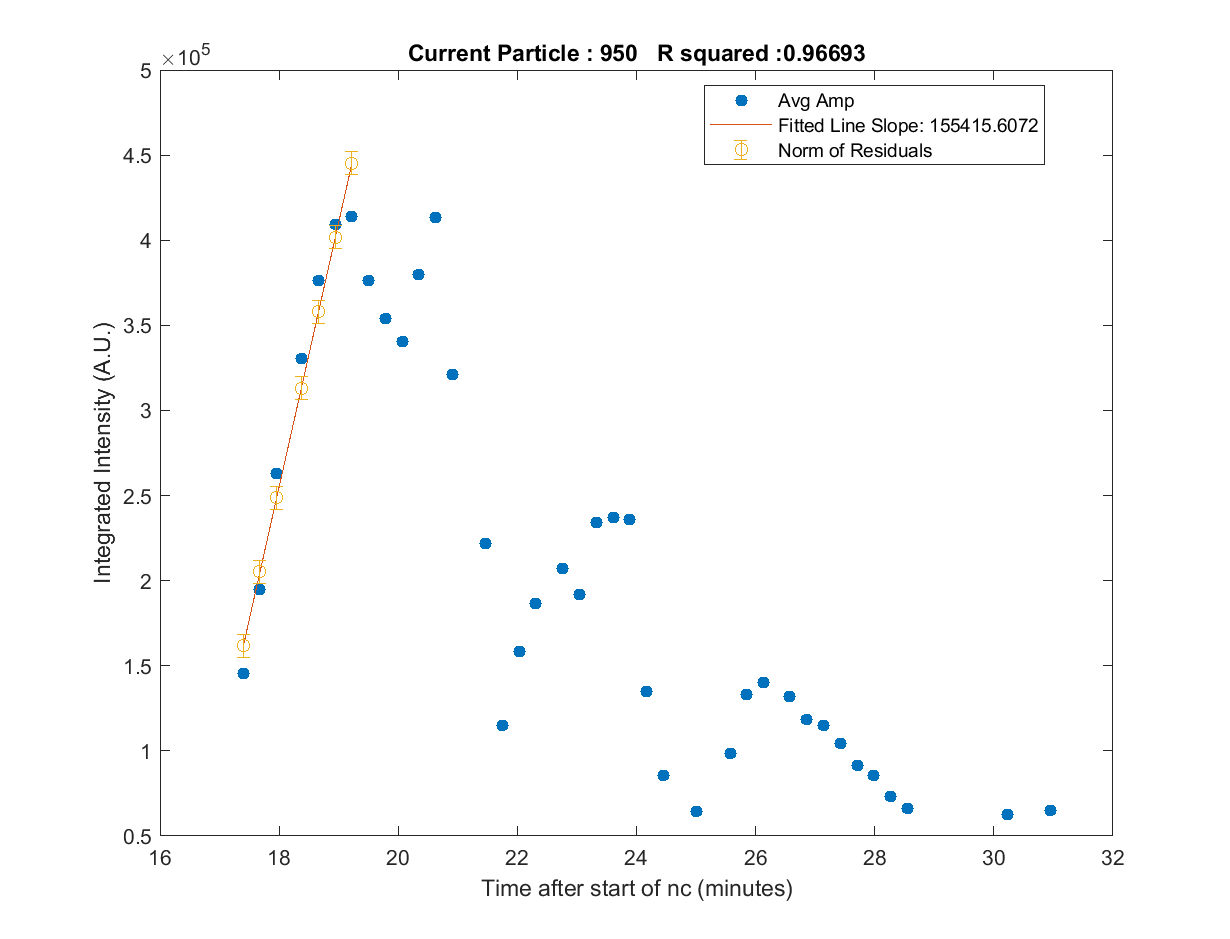 Current Particle : 950 R squared :0.96693
×10^5
5
4.5
4
3.5
3
2.5
2
1.5
1
0.5
Integrated Intensity (A.U.)
Avg Amp
Fitted Line Slope: 155415.6072
Norm of Residuals
16 18 20 22 24 26 28 30 32
Time after start of nc (minutes)